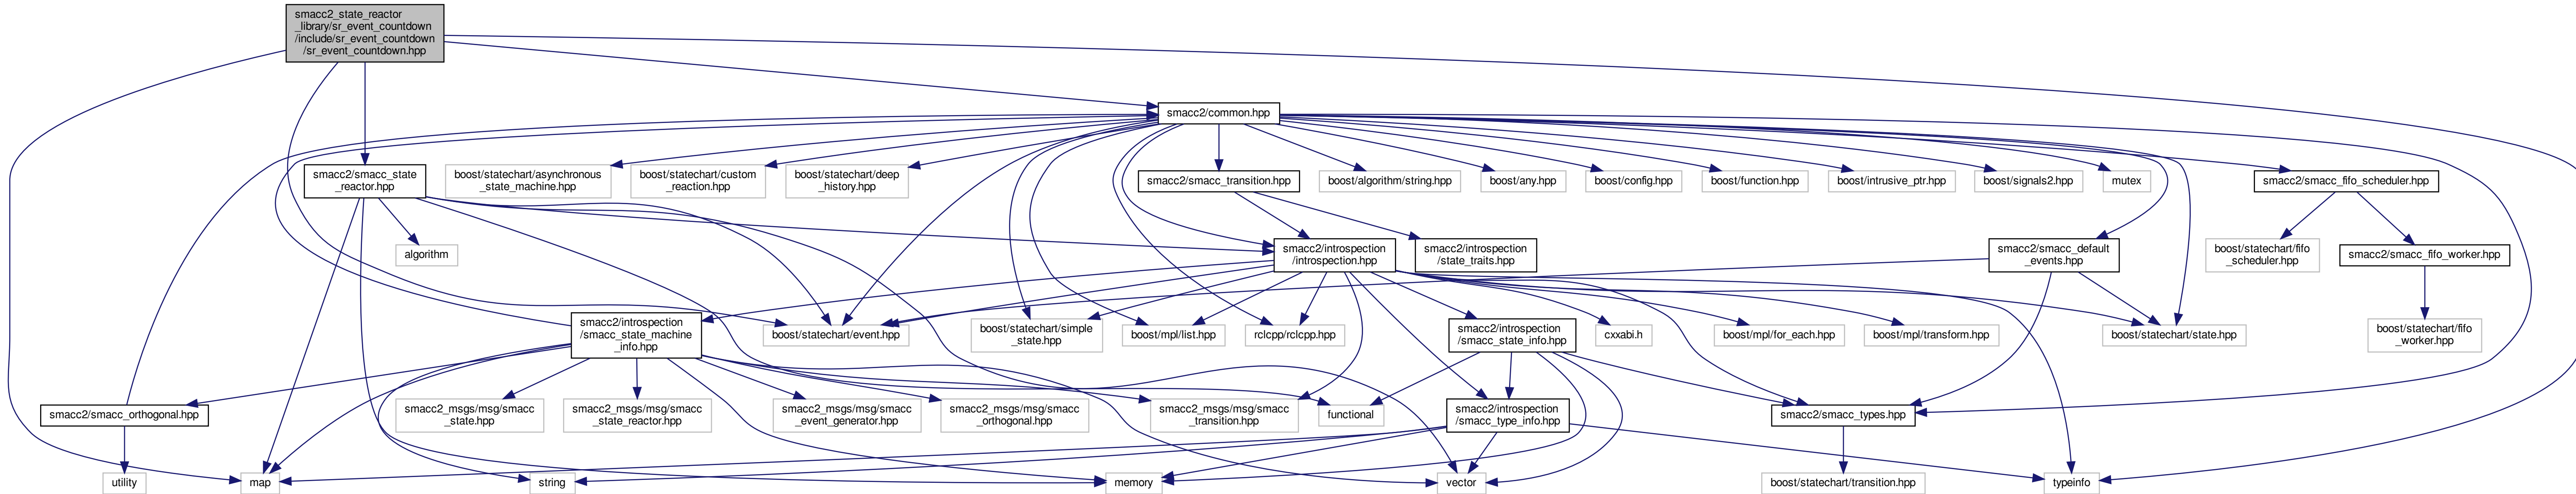 smacc2_state_reactor
_library/sr_event_countdown
/include/sr_event_countdown
/sr_event_countdown.hpp
smacc2/common.hpp
smacc2/smacc_state
_reactor.hpp
boost/statechart/asynchronous
_state_machine.hpp
boost/statechart/custom
_reaction.hpp
boost/statechart/deep
_history.hpp
smacc2/smacc_transition.hpp
boost/algorithm/string.hpp
boost/any.hpp
boost/config.hpp
boost/function.hpp
boost/intrusive_ptr.hpp
boost/signals2.hpp
mutex
smacc2/smacc_fifo_scheduler.hpp
algorithm
smacc2/introspection
/introspection.hpp
smacc2/introspection
/state_traits.hpp
smacc2/smacc_default
_events.hpp
boost/statechart/fifo
_scheduler.hpp
smacc2/smacc_fifo_worker.hpp
smacc2/introspection
/smacc_state_machine
_info.hpp
boost/statechart/event.hpp
boost/statechart/simple
_state.hpp
boost/mpl/list.hpp
rclcpp/rclcpp.hpp
smacc2/introspection
/smacc_state_info.hpp
cxxabi.h
boost/mpl/for_each.hpp
boost/mpl/transform.hpp
boost/statechart/state.hpp
boost/statechart/fifo
_worker.hpp
smacc2/smacc_orthogonal.hpp
smacc2_msgs/msg/smacc
_state.hpp
smacc2_msgs/msg/smacc
_state_reactor.hpp
smacc2_msgs/msg/smacc
_event_generator.hpp
smacc2_msgs/msg/smacc
_orthogonal.hpp
smacc2_msgs/msg/smacc
_transition.hpp
functional
smacc2/introspection
/smacc_type_info.hpp
smacc2/smacc_types.hpp
utility
map
string
memory
vector
boost/statechart/transition.hpp
typeinfo